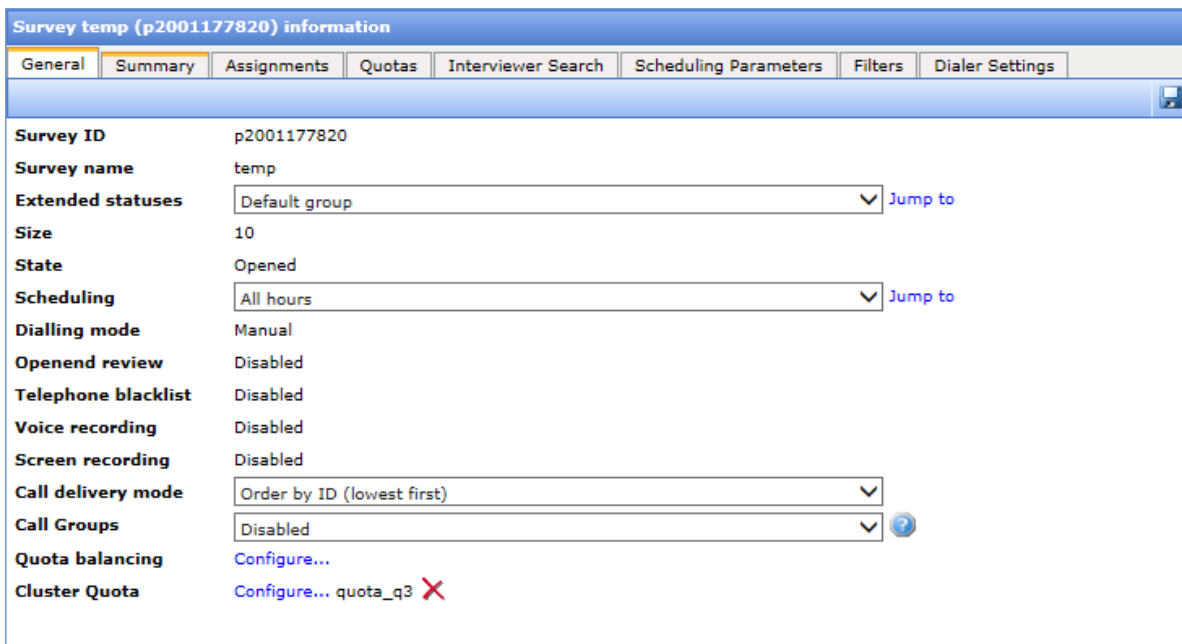 Survey temp (p2001177820) information
General Summary Assignments Quotas Interviewer Search Scheduling Parameters Filters Dialer Settings
Survey ID p2001177820
Survey name temp
Extended statuses Default group Jump to
Size 10
State Opened
Scheduling All hours Jump to
Dialling mode Manual
Openend review Disabled
Telephone blacklist Disabled
Voice recording Disabled
Screen recording Disabled
Call delivery mode Order by ID (lowest first)
Call Groups Disabled ?
Quota balancing Configure...
Cluster Quota Configure... quota_q3